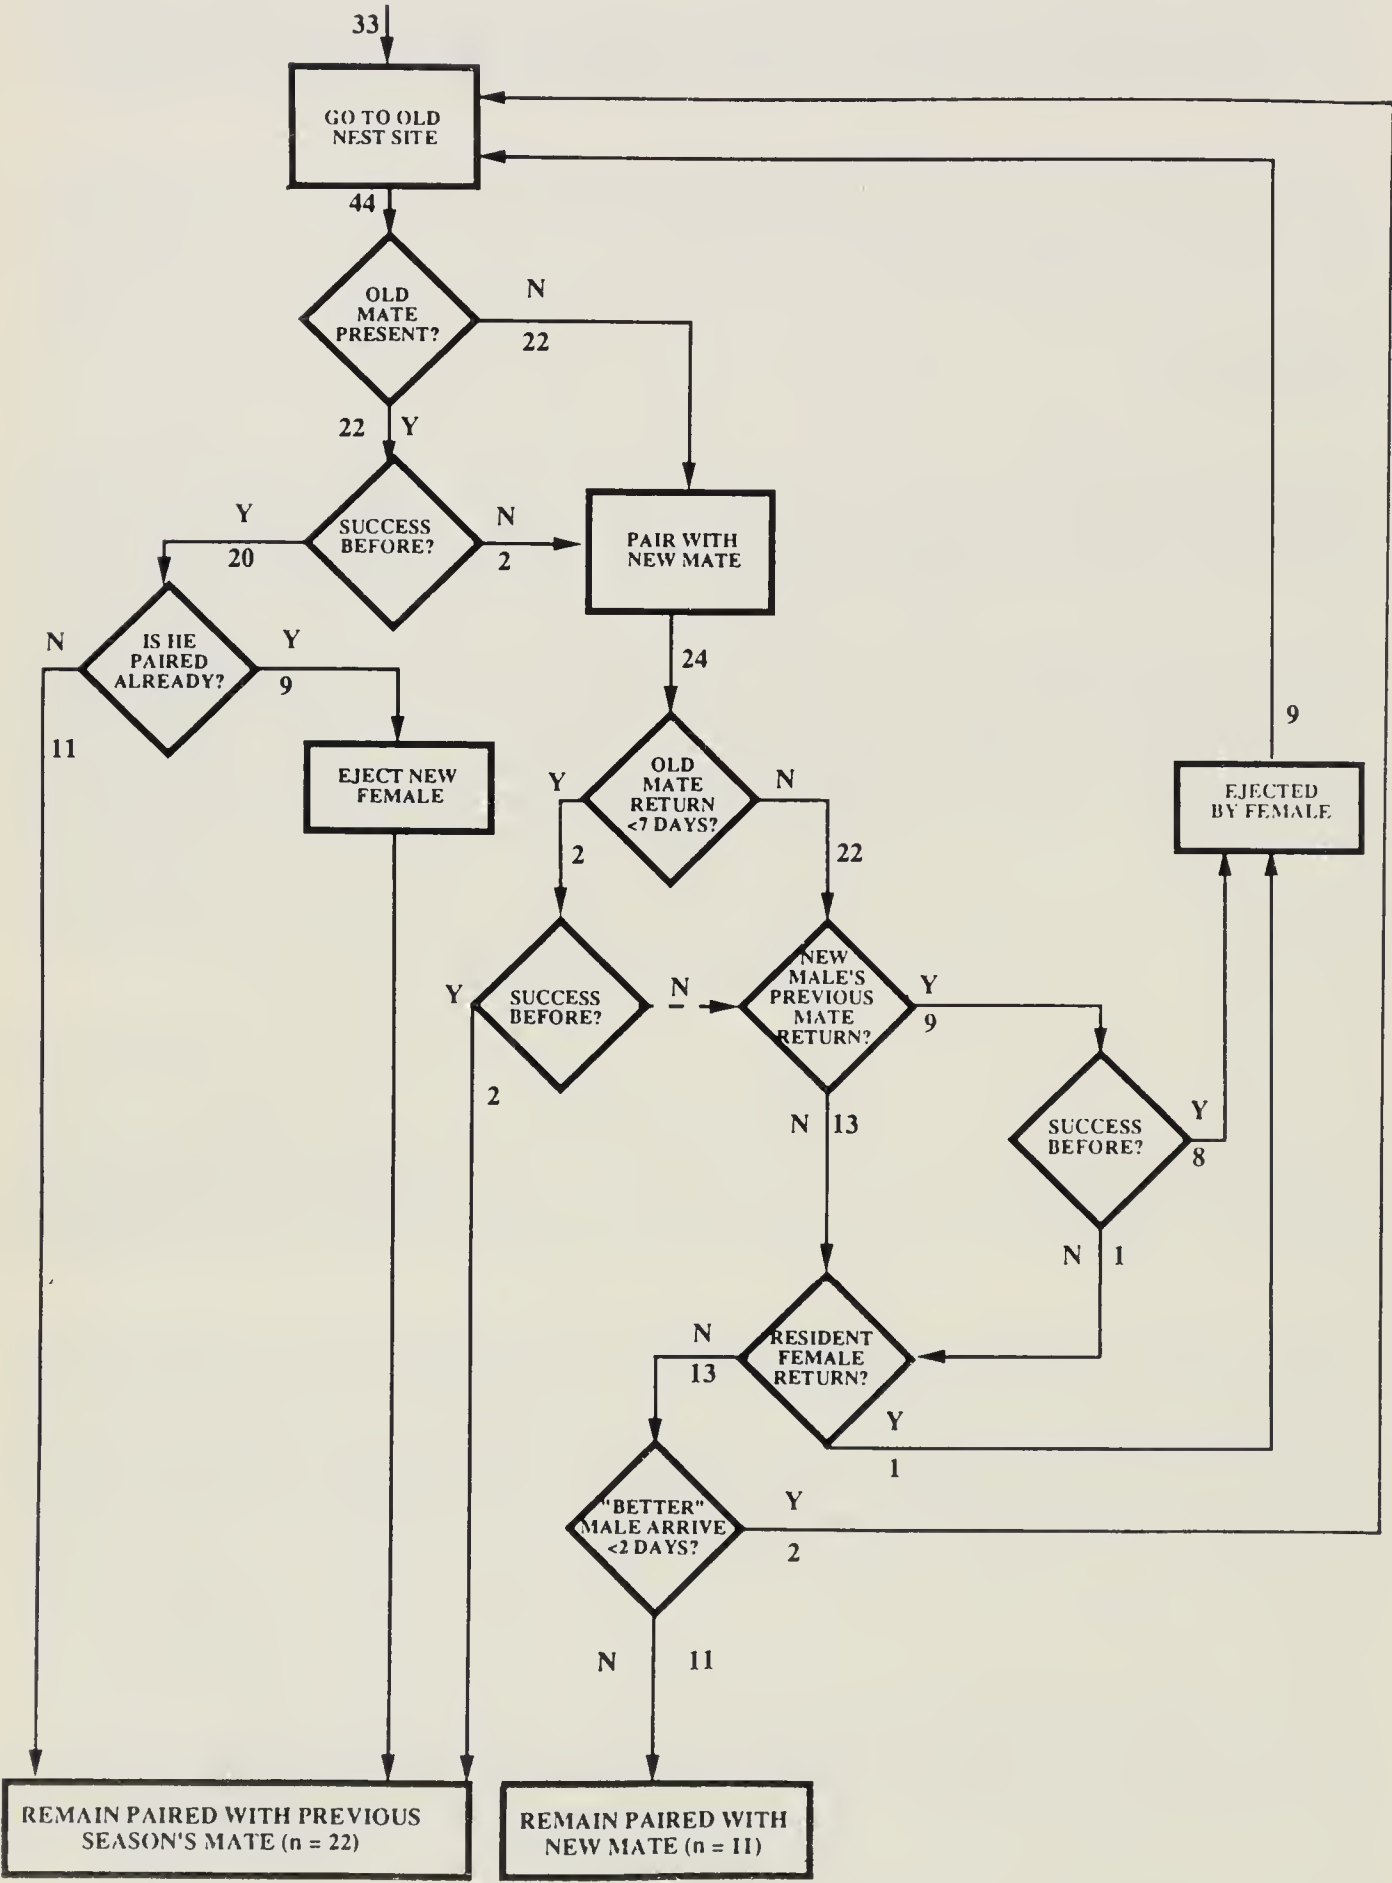 33
GO TO OLD
NEST SITE
44
OLD
MATE
PRESENT?
N
22
22 Y
SUCCESS
BEFORE?
Y
20
N
2
PAIR WITH
NEW MATE
IS HE
PAIRED
ALREADY?
N
11
Y
9
24
EJECT NEW
FEMALE
OLD
MATE
RETURN
<7 DAYS?
Y
2
N
22
9
EJECTED
BY FEMALE
SUCCESS
BEFORE?
Y
2
N
NEW
MALE'S
PREVIOUS
MATE
RETURN?
Y
9
N 13
SUCCESS
BEFORE?
Y
8
N 1
RESIDENT
FEMALE
RETURN?
N
13
Y
1
"BETTER"
MALE ARRIVE
<2 DAYS?
Y
2
N 11
REMAIN PAIRED WITH PREVIOUS
SEASON'S MATE (n = 22)
REMAIN PAIRED WITH
NEW MATE (n = 11)